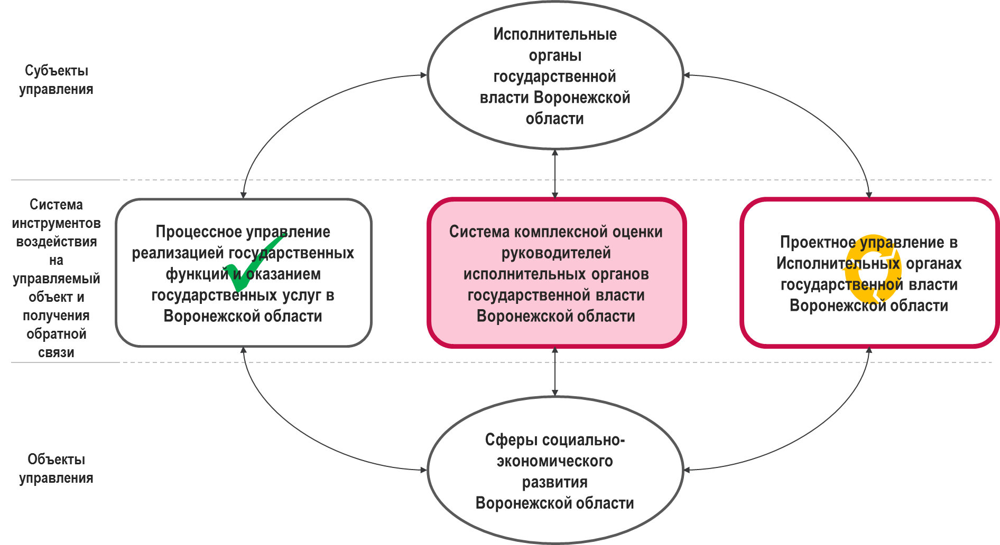 Исполнительные
органы
государственной
власти Воронежской
области
Субъекты
управления
Система
инструментов
воздействия
на
управляемый
объект и
получения
обратной
связи
Процессное управление
реализацией государственных
функций и оказанием
государственных услуг в
Воронежской области
Система комплексной оценки
руководителей
исполнительных органов
государственной власти
Воронежской области
Проектное управление в
Исполнительных органах
государственной власти
Воронежской области
Объекты
управления
Сферы социально-
экономического
развития
Воронежской области